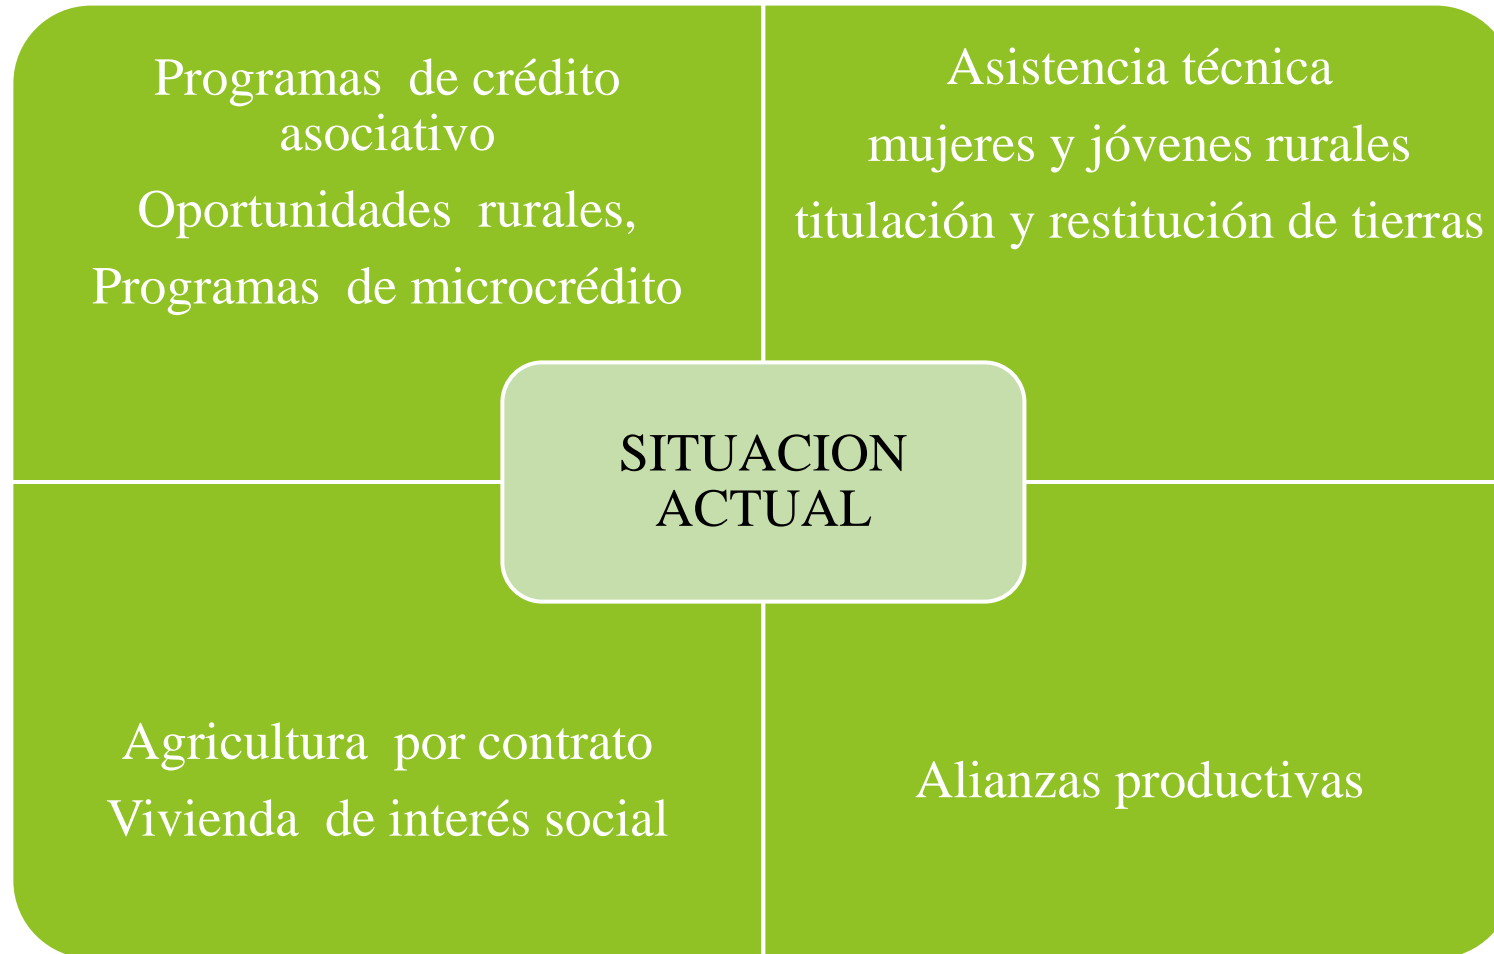 Programas de crédito
asociativo
Oportunidades rurales,
Programas de microcrédito
Asistencia técnica
mujeres y jóvenes rurales
titulación y restitución de tierras
SITUACION
ACTUAL
Agricultura por contrato
Vivienda de interés social
Alianzas productivas